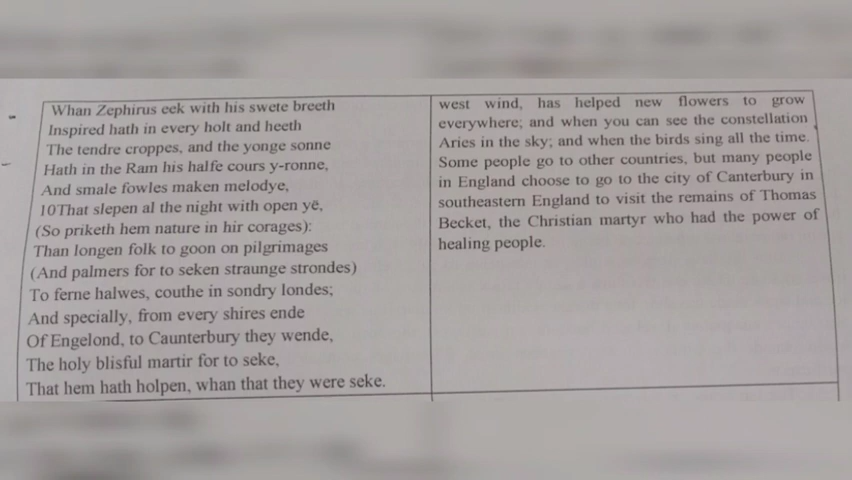 Whan Zephirus eek with his swete breeth
Inspired hath in every holt and heeth
The tendre croppes, and the yonge sonne
Hath in the Ram his halfe cours y-ronne,
And smale fowles maken melodye,
10That slepen al the night with open yë,
(So priketh hem nature in hir corages):
Than longen folk to goon on pilgrimages
(And palmers for to seken straunge strondes)
To ferne halwes, couthe in sondry londes;
And specially, from every shires ende
Of Engelond, to Caunterbury they wende,
The holy blisful martir for to seke,
That hem hath holpen, whan that they were seke.
west wind, has helped new flowers to grow
everywhere; and when you can see the constellation
Aries in the sky; and when the birds sing all the time.
Some people go to other countries, but many people
in England choose to go to the city of Canterbury in
southeastern England to visit the remains of Thomas
Becket, the Christian martyr who had the power of
healing people.